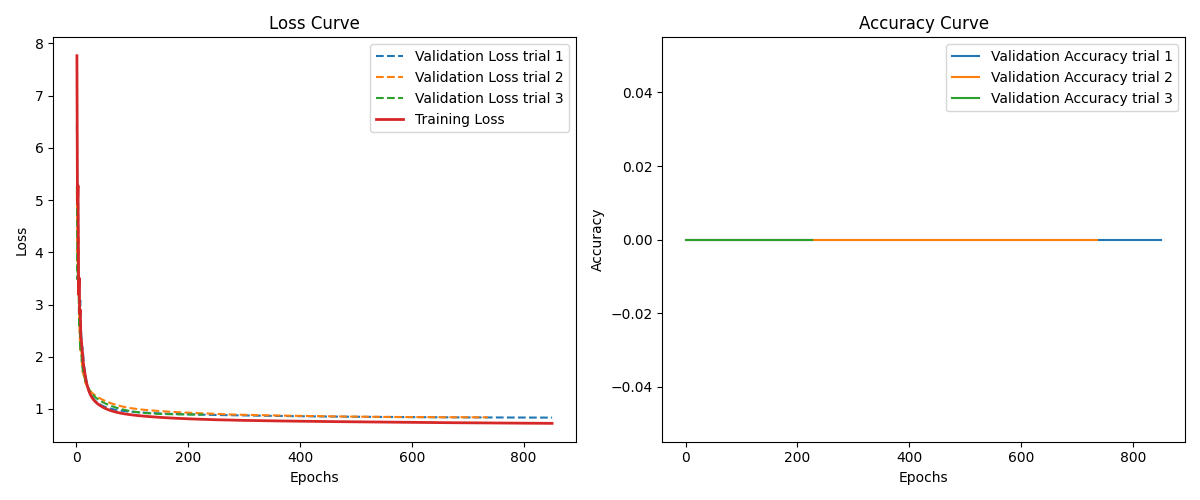 Loss Curve
8
7
6
5
4
3
2
1
Loss
0
200
400
600
800
Epochs
Validation Loss trial 1
Validation Loss trial 2
Validation Loss trial 3
Training Loss
Accuracy Curve
0.04
0.02
0.00
−0.02
−0.04
Accuracy
0
200
400
600
800
Epochs
Validation Accuracy trial 1
Validation Accuracy trial 2
Validation Accuracy trial 3